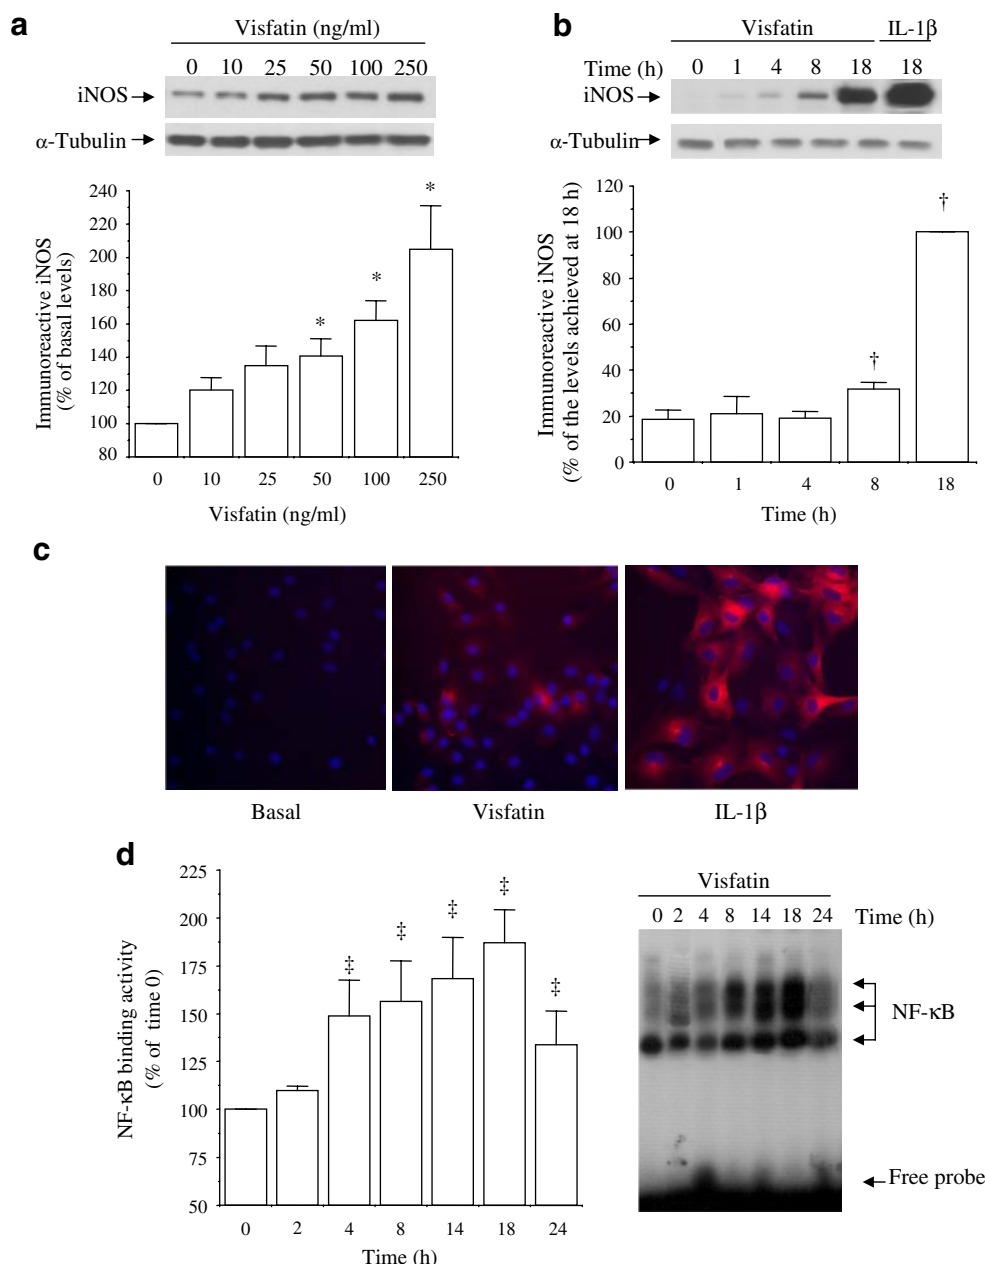 a
Visfatin (ng/ml)
0 10 25 50 100 250
iNOS
α-Tubulin
240
220
200
180
160
140
120
100
80
Immunoreactive iNOS
(% of basal levels)
* * * *
0 10 25 50 100 250
Visfatin (ng/ml)
b
Visfatin IL-1β
Time (h) 0 1 4 8 18 18
iNOS
α-Tubulin
120
100
80
60
40
20
0
Immunoreactive iNOS
(% of the levels achieved at 18 h)
† †
0 1 4 8 18
Time (h)
c
Basal Visfatin IL-1β
d
225
200
175
150
125
100
75
50
NF-κB binding activity
(% of time 0)
‡ ‡ ‡ ‡ ‡
0 2 4 8 14 18 24
Time (h)
Visfatin
0 2 4 8 14 18 24 Time (h)
NF-κB
Free probe